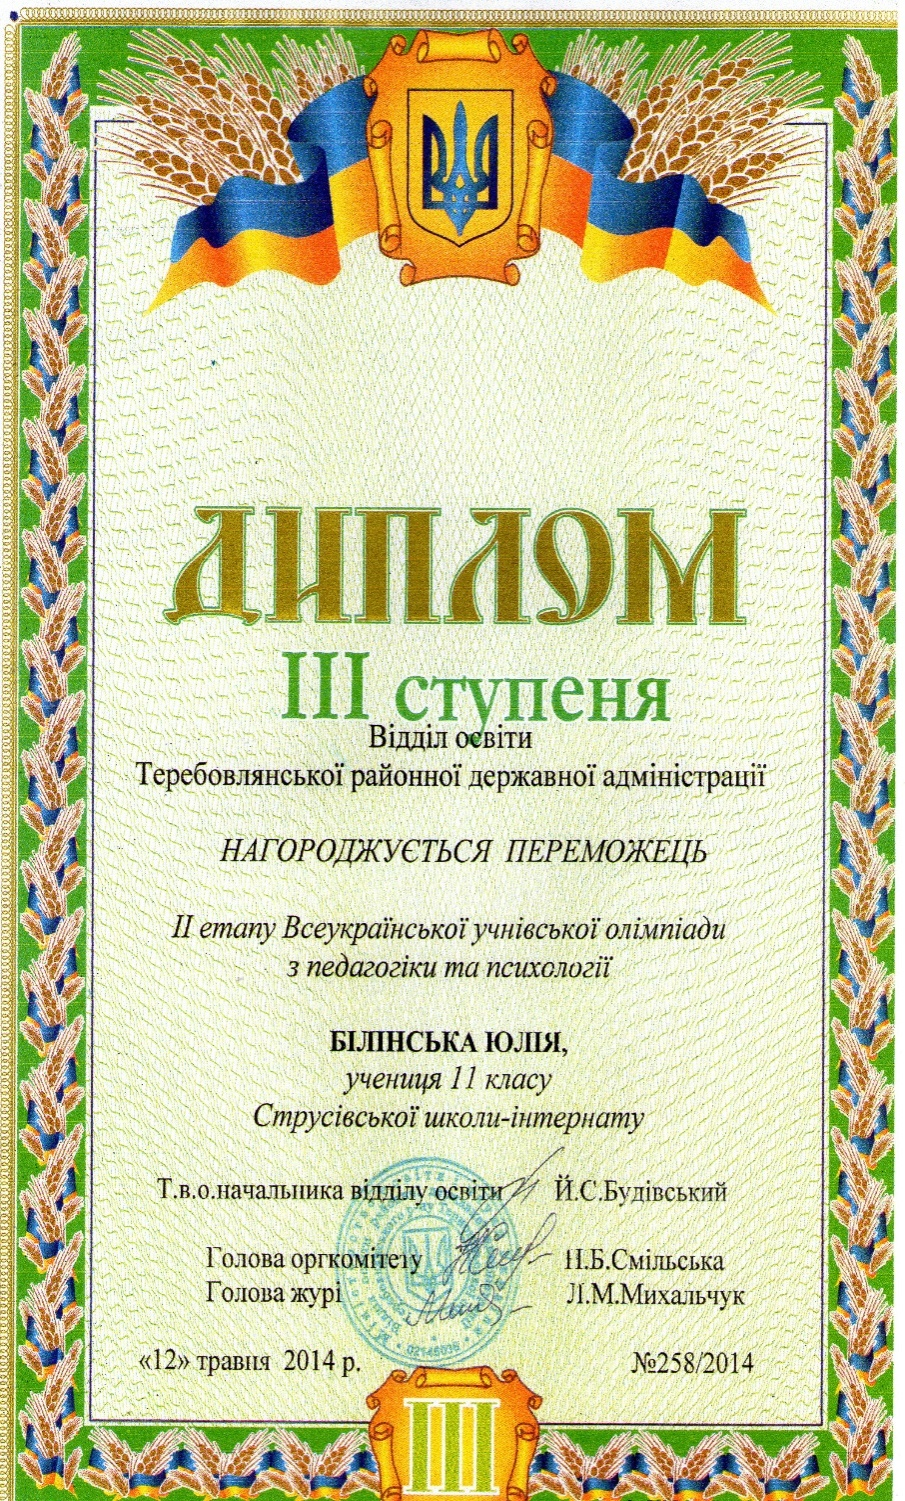 ДИПЛОМ
III ступеня
Відділ освіти
Теребовлянської районної державної адміністрації
НАГОРОДЖУЄТЬСЯ ПЕРЕМОЖЕЦЬ
ІІ етапу Всеукраїнської учнівської олімпіади
з педагогіки та психології
БІЛІНСЬКА ЮЛІЯ,
учениця 11 класу
Струсівської школи-інтернату
Т.в.о.начальника відділу освіти Й.С.Будівський
Голова оргкомітету Смільська
Голова журі Л.М.Михальчук
«12» травня 2014 р. №258/2014
III